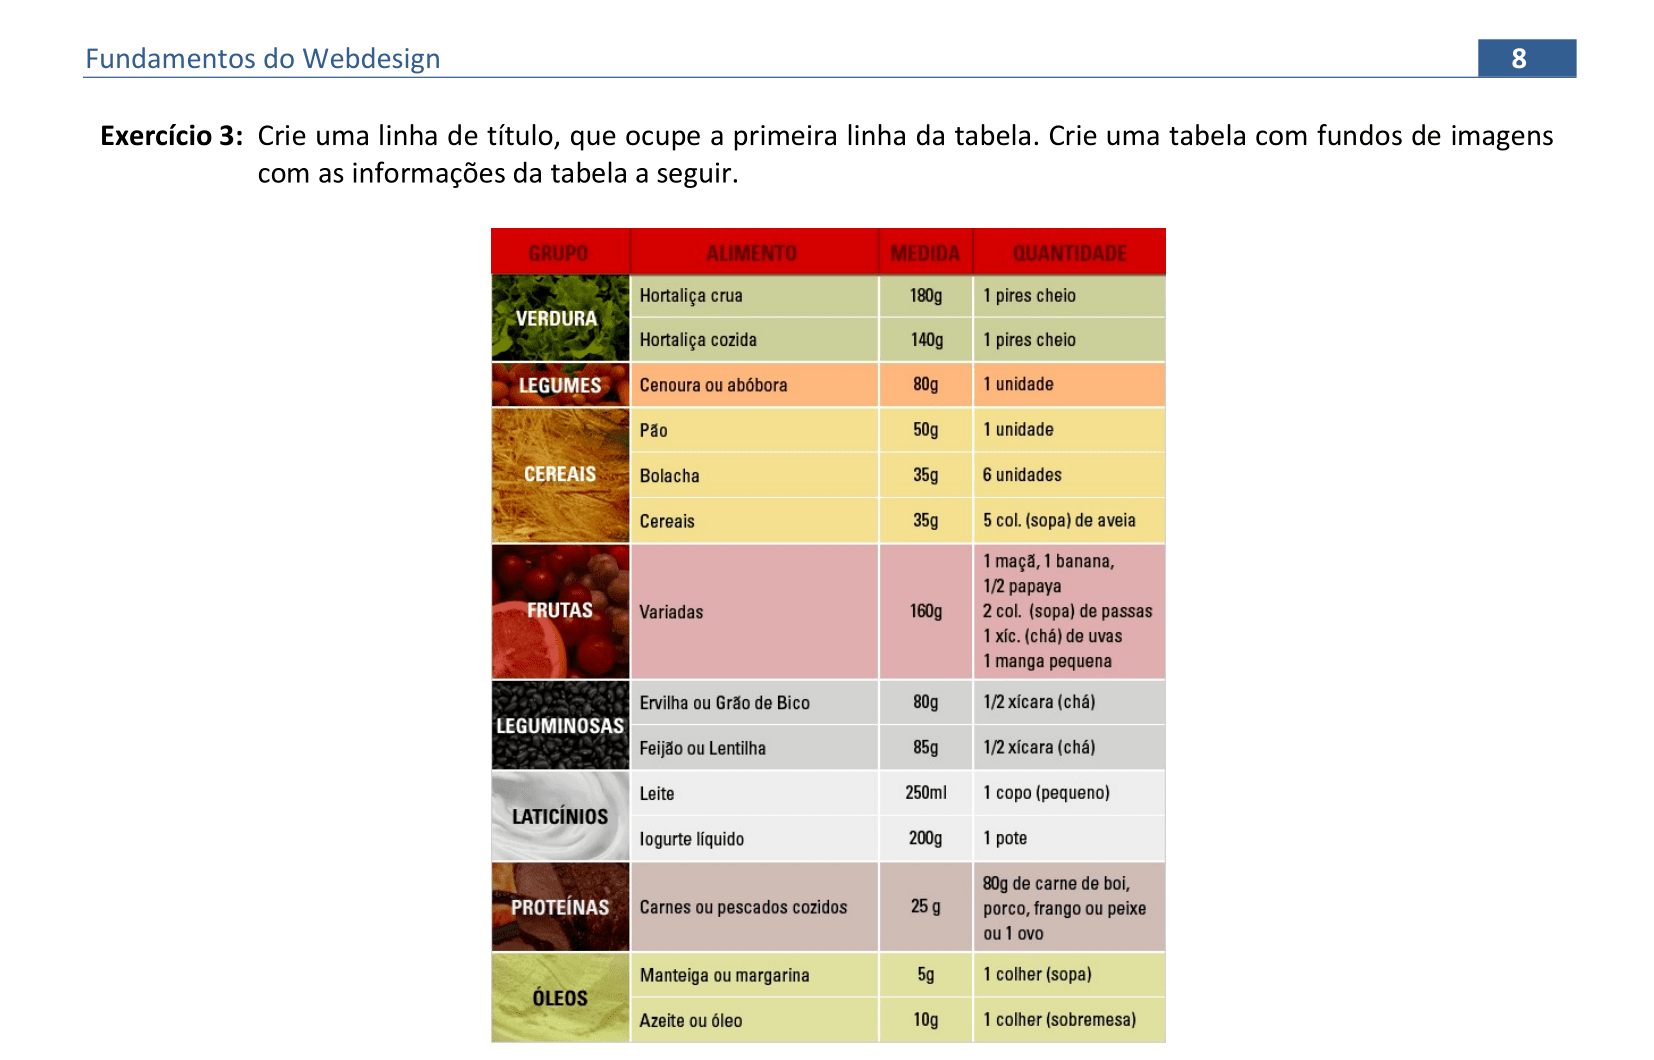 Fundamentos do Webdesign 8
Exercício 3: Crie uma linha de título, que ocupe a primeira linha da tabela. Crie uma tabela com fundos de imagens
com as informações da tabela a seguir.
GRUPO ALIMENTO MEDIDA QUANTIDADE
VERDURA
Hortaliça crua 180g 1 pires cheio
Hortaliça cozida 140g 1 pires cheio
LEGUMES Cenoura ou abóbora 80g 1 unidade
CEREAIS
Pão 50g 1 unidade
Bolacha 35g 6 unidades
Cereais 35g 5 col. (sopa) de aveia
FRUTAS Variadas 160g
1 maçã, 1 banana,
1/2 papaya
2 col. (sopa) de passas
1 xíc. (chá) de uvas
1 manga pequena
LEGUMINOSAS
Ervilha ou Grão de Bico 80g 1/2 xícara (chá)
Feijão ou Lentilha 85g 1/2 xícara (chá)
LATICÍNIOS
Leite 250ml 1 copo (pequeno)
Iogurte líquido 200g 1 pote
PROTEÍNAS Carnes ou pescados cozidos 25 g
80g de carne de boi,
porco, frango ou peixe
ou 1 ovo
ÓLEOS
Manteiga ou margarina 5g 1 colher (sopa)
Azeite ou óleo 10g 1 colher (sobremesa)